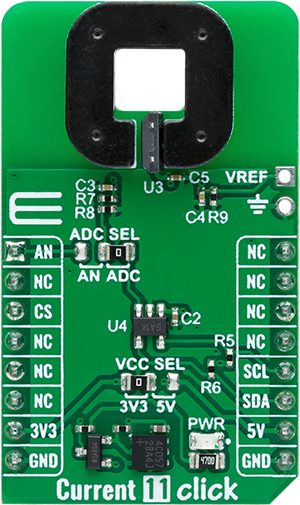 C5
U3
VREF
C3
R7
R8
C4 R9
ADC SEL
AN ADC
AN
NC
CS
NC
NC
NC
3V3
GND
NC
NC
NC
NC
SCL
SDA
5V
GND
U4
GA1K
C2
R5
R6
VCC SEL
3V3 5V
PWR
4700
Current 11 click